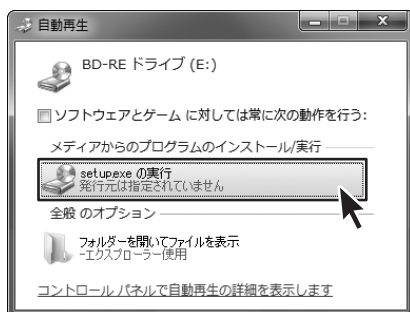 自動再生
BD-RE ドライブ (E:)
ソフトウェアとゲーム に対しては常に次の動作を行う:
メディアからのプログラムのインストール/実行
setup.exe の実行
発行元は指定されていません
全般 のオプション
フォルダーを開いてファイルを表示
-エクスプローラー使用
コントロール パネルで自動再生の詳細を表示します